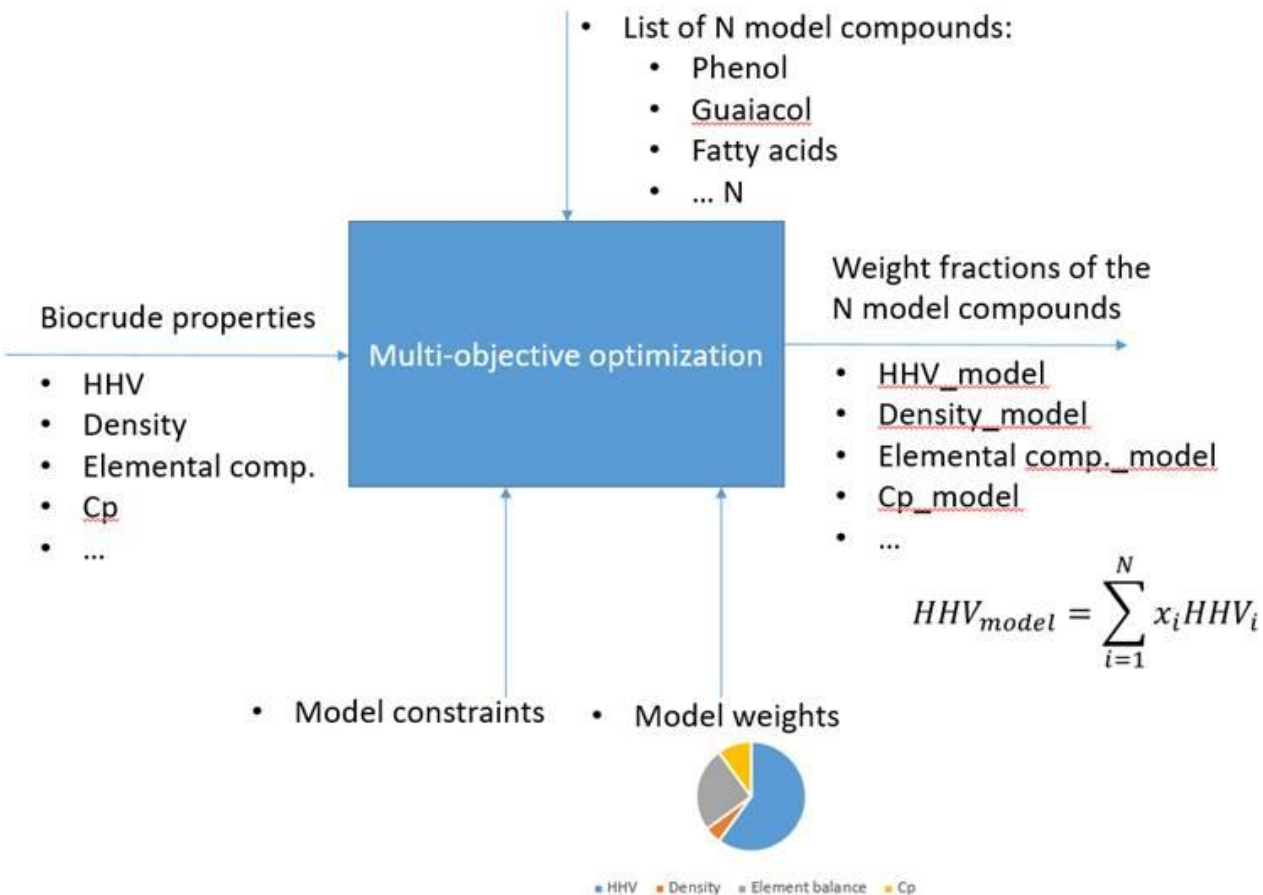 • List of N model compounds:
• Phenol
• Guaiacol
• Fatty acids
• ... N
Biocrude properties
• HHV
• Density
• Elemental comp.
• Cp
• ...
Multi-objective optimization
Weight fractions of the
N model compounds
• HHV_model
• Density_model
• Elemental comp._model
• Cp_model
• ...
HHV_{model} = \sum_{i=1}^{N} x_i HHV_i
• Model constraints
• Model weights
HHV Density Element balance Cp